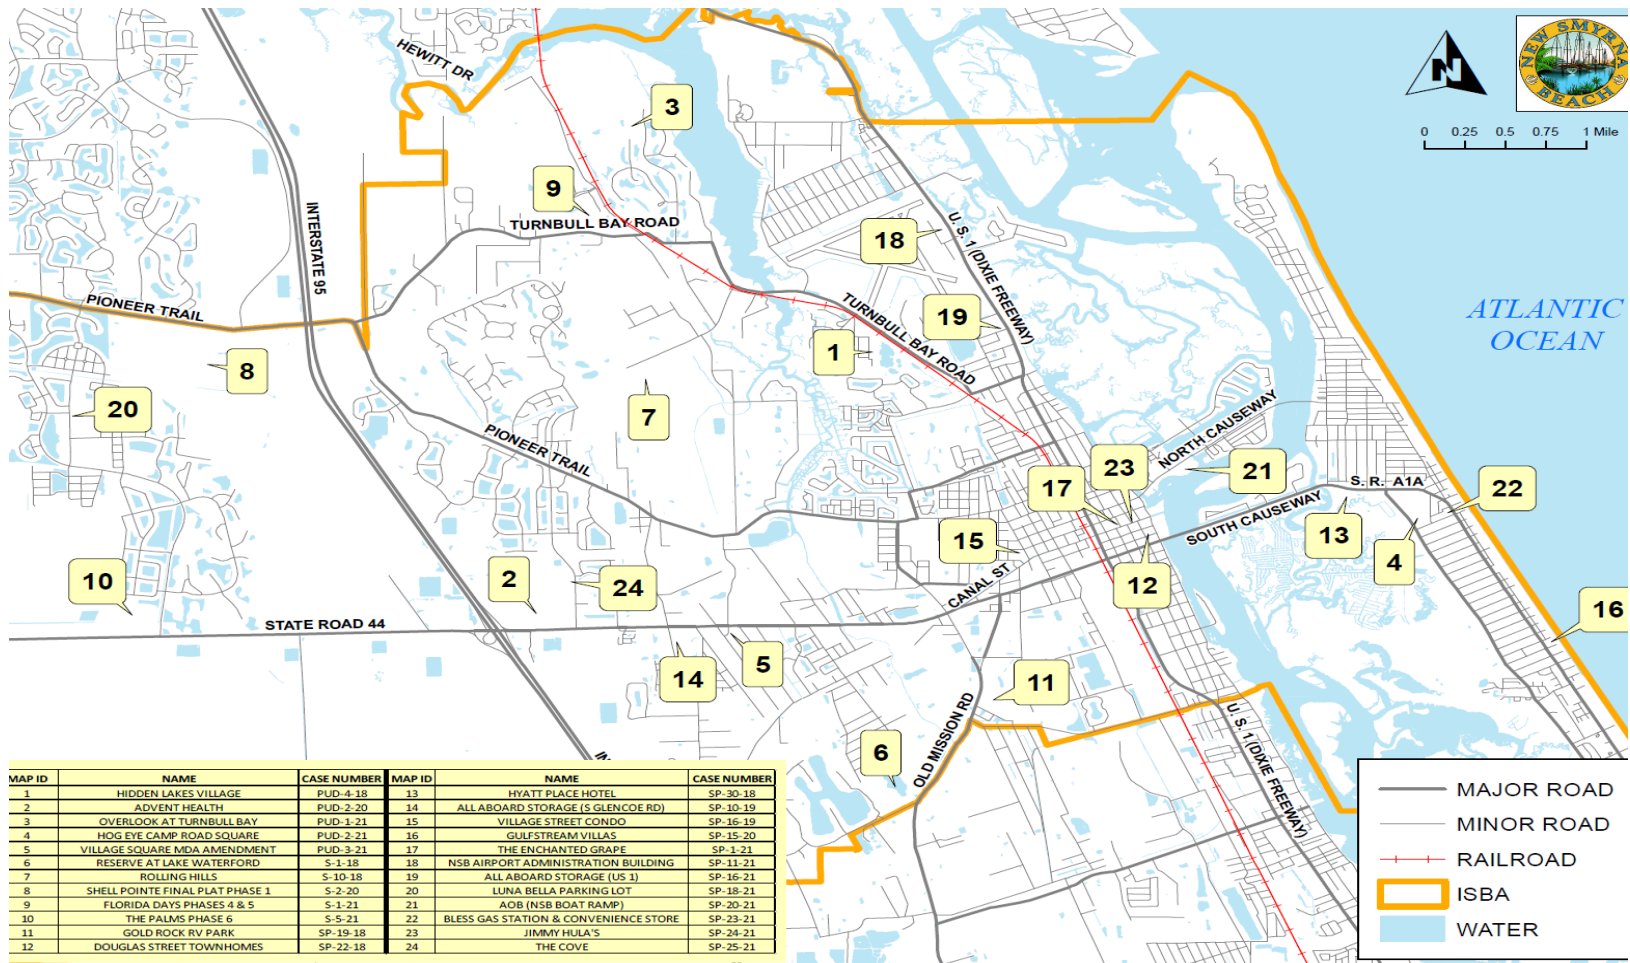 HEWITT DR
3
NEW SMYRNA
BEACH
N
0 0.25 0.5 0.75 1 Mile
9
INTERSTATE 95
TURNBULL BAY ROAD
18
U. S. 1 (DIXIE FREEWAY)
PIONEER TRAIL
TURNBULL BAY ROAD
19
ATLANTIC
OCEAN
1
8
20
7
PIONEER TRAIL
NORTH CAUSEWAY
23
21
17
S. R. A1A
22
SOUTH CAUSEWAY
15
13
4
10
2
24
CANAL ST
12
STATE ROAD 44
16
14
5
11
OLD MISSION RD
U. S. 1 (DIXIE FREEWAY)
6
MAP ID NAME CASE NUMBER MAP ID NAME CASE NUMBER
1 HIDDEN LAKES VILLAGE PUD-4-18 13 HYATT PLACE HOTEL SP-30-18
2 ADVENT HEALTH PUD-2-20 14 ALL ABOARD STORAGE (S GLENCOE RD) SP-10-19
3 OVERLOOK AT TURNBULL BAY PUD-1-21 15 VILLAGE STREET CONDO SP-16-19
4 HOG EYE CAMP ROAD SQUARE PUD-2-21 16 GULFSTREAM VILLAS SP-15-20
5 VILLAGE SQUARE MDA AMENDMENT PUD-3-21 17 THE ENCHANTED GRAPE SP-1-21
6 RESERVE AT LAKE WATERFORD S-1-18 18 NSB AIRPORT ADMINISTRATION BUILDING SP-11-21
7 ROLLING HILLS S-10-18 19 ALL ABOARD STORAGE (US 1) SP-16-21
8 SHELL POINTE FINAL PLAT PHASE 1 S-2-20 20 LUNA BELLA PARKING LOT SP-18-21
9 FLORIDA DAYS PHASES 4 & 5 S-1-21 21 AOB (NSB BOAT RAMP) SP-20-21
10 THE PALMS PHASE 6 S-5-21 22 BLESS GAS STATION & CONVENIENCE STORE SP-23-21
11 GOLD ROCK RV PARK SP-19-18 23 JIMMY HULA'S SP-24-21
12 DOUGLAS STREET TOWNHOMES SP-22-18 24 THE COVE SP-25-21
MAJOR ROAD
MINOR ROAD
RAILROAD
ISBA
WATER